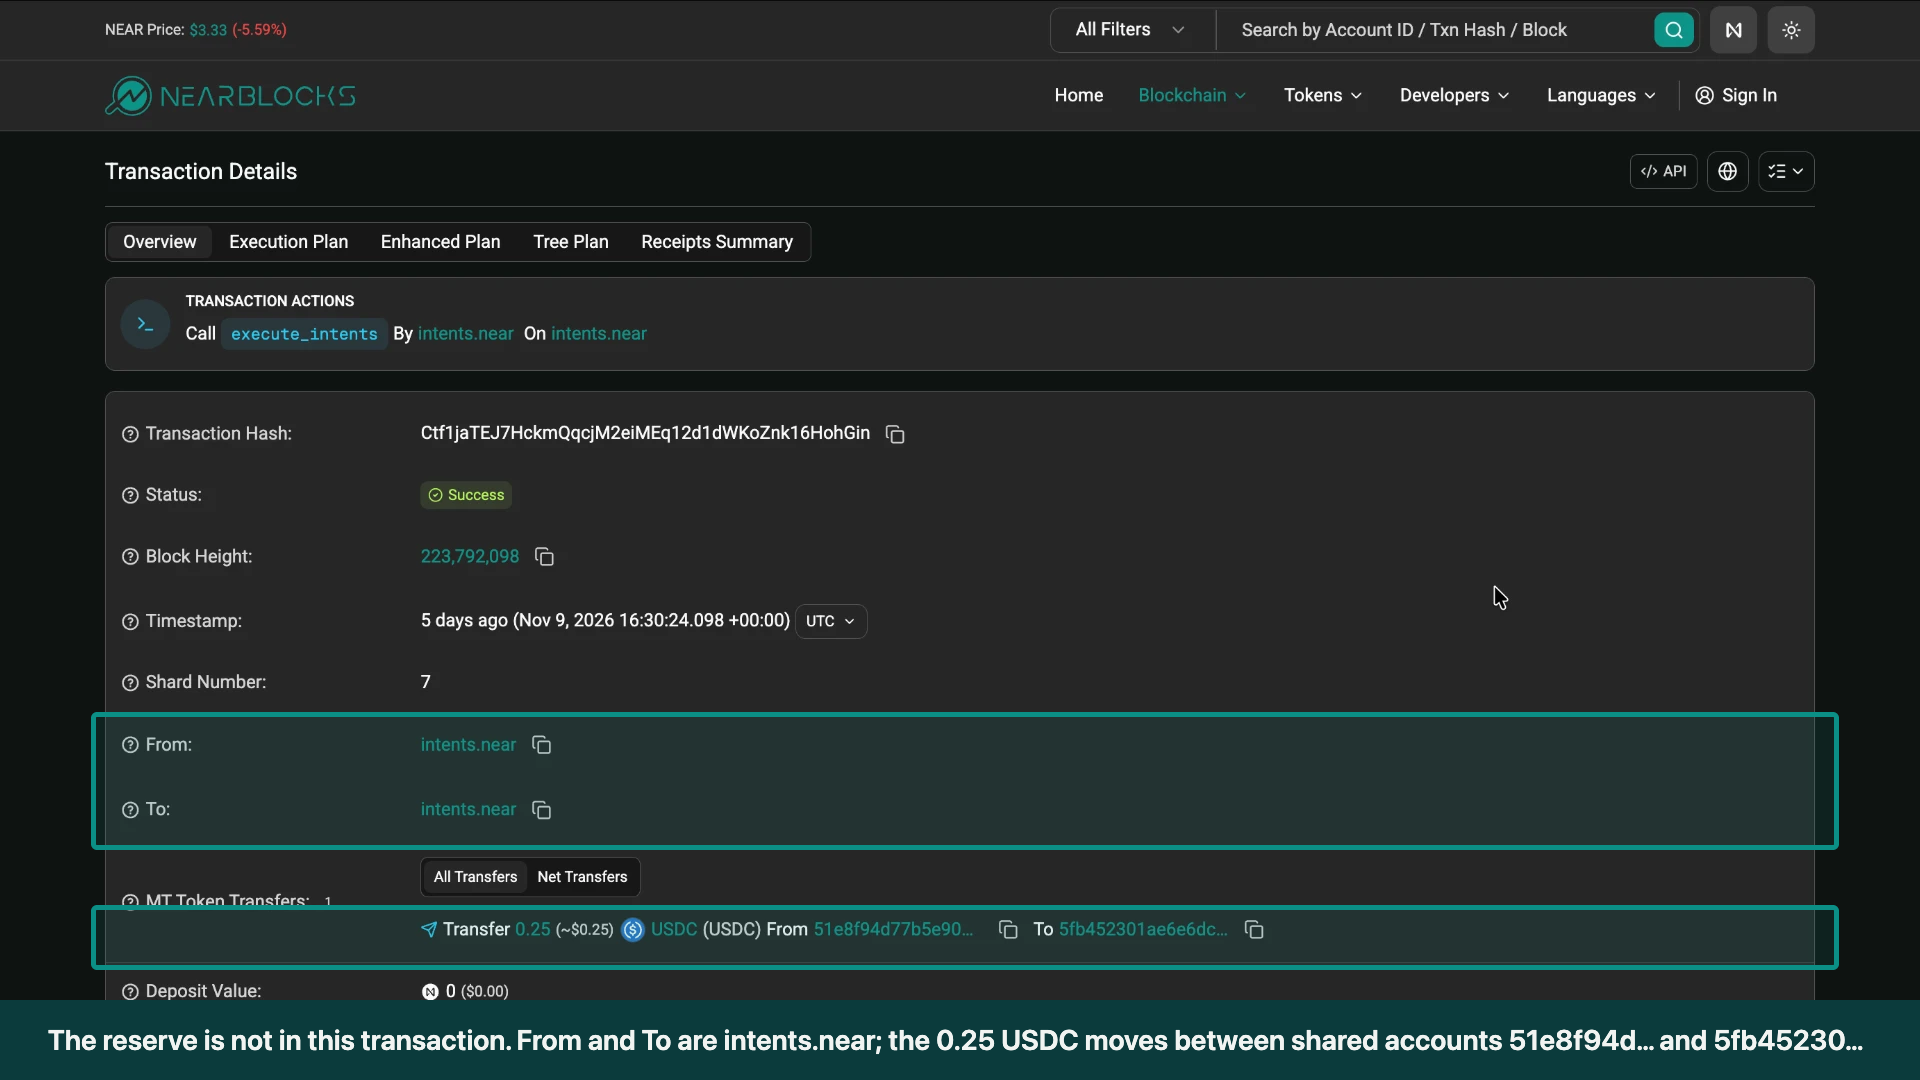 NEAR Price: $3.33 (-5.59%)
All Filters
Search by Account ID / Txn Hash / Block
NEARBLOCKS
Home
Blockchain
Tokens
Developers
Languages
Sign In
Transaction Details
</> API
Overview
Execution Plan
Enhanced Plan
Tree Plan
Receipts Summary
TRANSACTION ACTIONS
Call execute_intents By intents.near On intents.near
Transaction Hash: Ctf1jaTEJ7HckmQqcjM2eiMEq12d1dWKoZnk16HohGin
Status: Success
Block Height: 223,792,098
Timestamp: 5 days ago (Nov 9, 2026 16:30:24.098 +00:00) UTC
Shard Number: 7
From: intents.near
To: intents.near
All Transfers Net Transfers
MT Token Transfers: 1
Transfer 0.25 (~$0.25) USDC (USDC) From 51e8f94d77b5e90... To 5fb452301ae6e6dc...
Deposit Value: 0 ($0.00)
The reserve is not in this transaction. From and To are intents.near; the 0.25 USDC moves between shared accounts 51e8f94d... and 5fb45230...